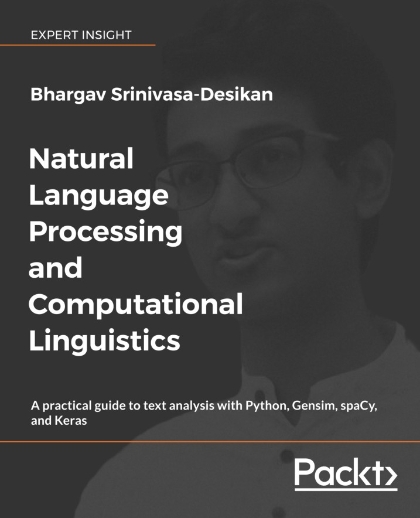 EXPERT INSIGHT
Bhargav Srinivasa-Desikan
Natural
Language
Processing
and
Computational
Linguistics
A practical guide to text analysis with Python, Gensim, spaCy,
and Keras
Packt>